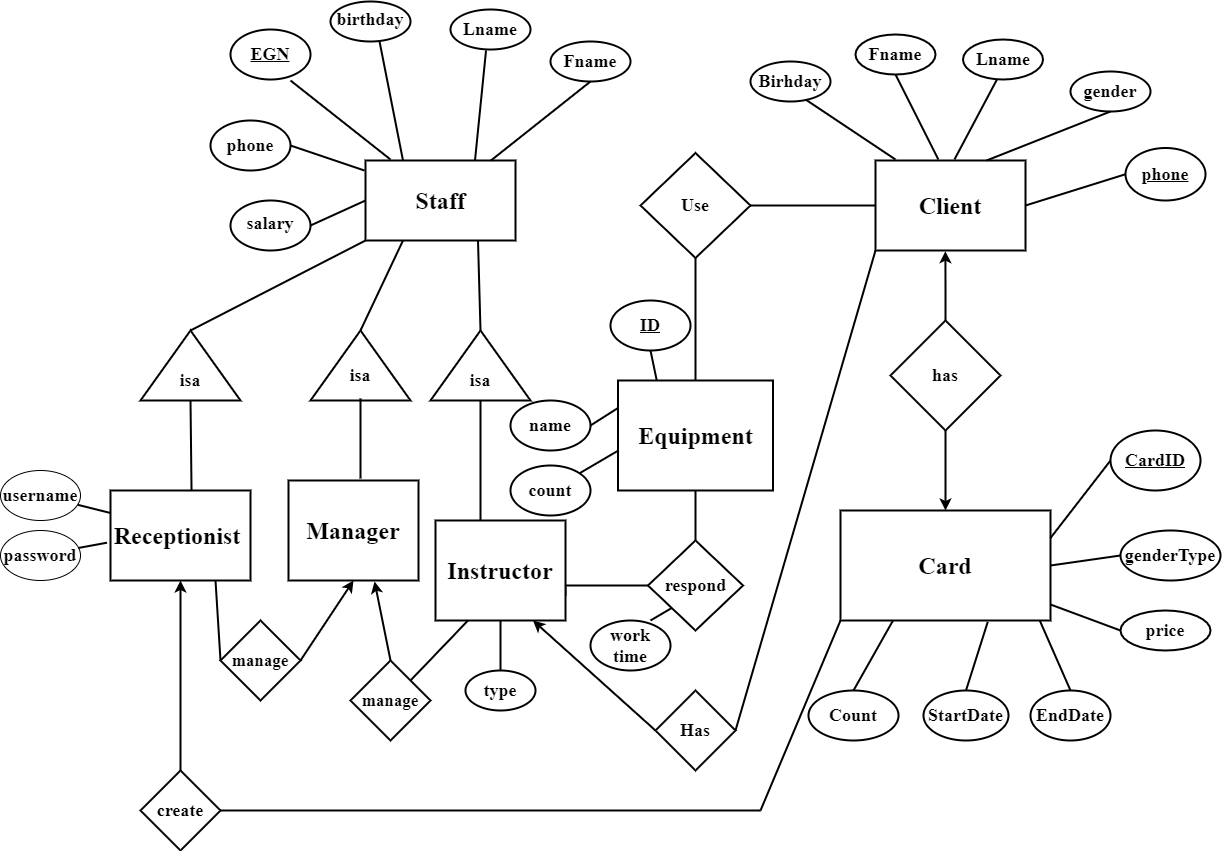 birthday
Lname
EGN
Fname
Fname
Lname
Birhday
gender
phone
phone
Staff
Use
Client
salary
ID
isa
isa
isa
has
name
Equipment
count
CardID
username
Receptionist
Manager
Instructor
password
respond
Card
genderType
work
time
price
manage
manage
type
Has
Count
StartDate
EndDate
create